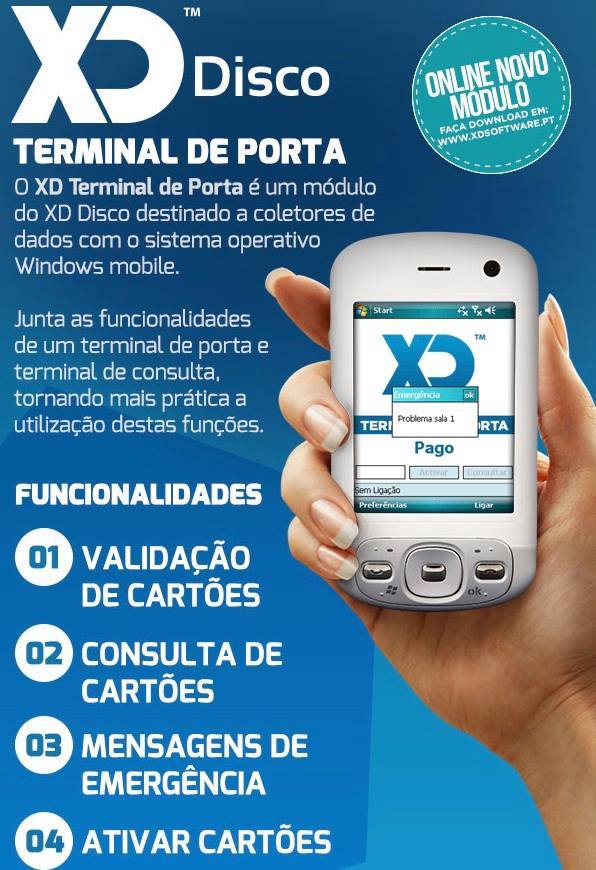 XD™ Disco
ONLINE NOVO
MÓDULO
FAÇA DOWNLOAD EM:
WWW.XDSOFTWARE.PT
TERMINAL DE PORTA
O XD Terminal de Porta é um módulo
do XD Disco destinado a coletores de
dados com o sistema operativo
Windows mobile.
Junta as funcionalidades
de um terminal de porta e
terminal de consulta,
tornando mais prática a
utilização destas funções.
Start
XD™
Emergência ok
Problema sala 1
TER RTA
Pago
Activar Consultar
Sem Ligação
Preferências Ligar
ok
FUNCIONALIDADES
01 VALIDAÇÃO
DE CARTÕES
02 CONSULTA DE
CARTÕES
03 MENSAGENS DE
EMERGÊNCIA
04 ATIVAR CARTÕES